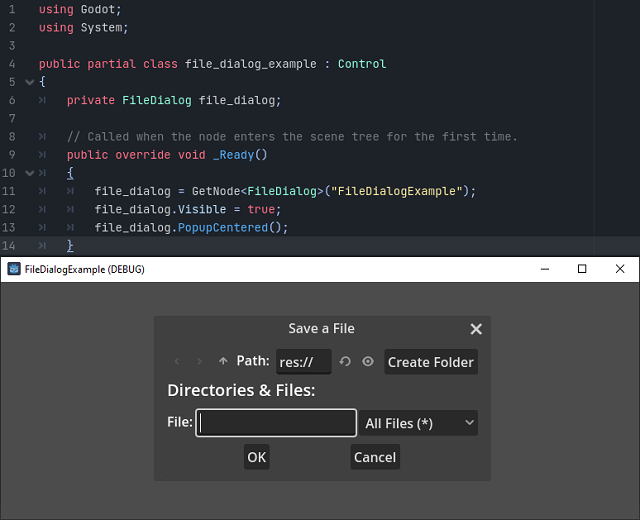 1 using Godot;
2 using System;
3
4 public partial class file_dialog_example : Control
5 {
6 private FileDialog file_dialog;
7
8 // Called when the node enters the scene tree for the first time.
9 public override void _Ready()
10 {
11 file_dialog = GetNode<FileDialog>("FileDialogExample");
12 file_dialog.Visible = true;
13 file_dialog.PopupCentered();
14 }
FileDialogExample (DEBUG)
Save a File
Path: res:// Create Folder
Directories & Files:
File: All Files (*)
OK Cancel